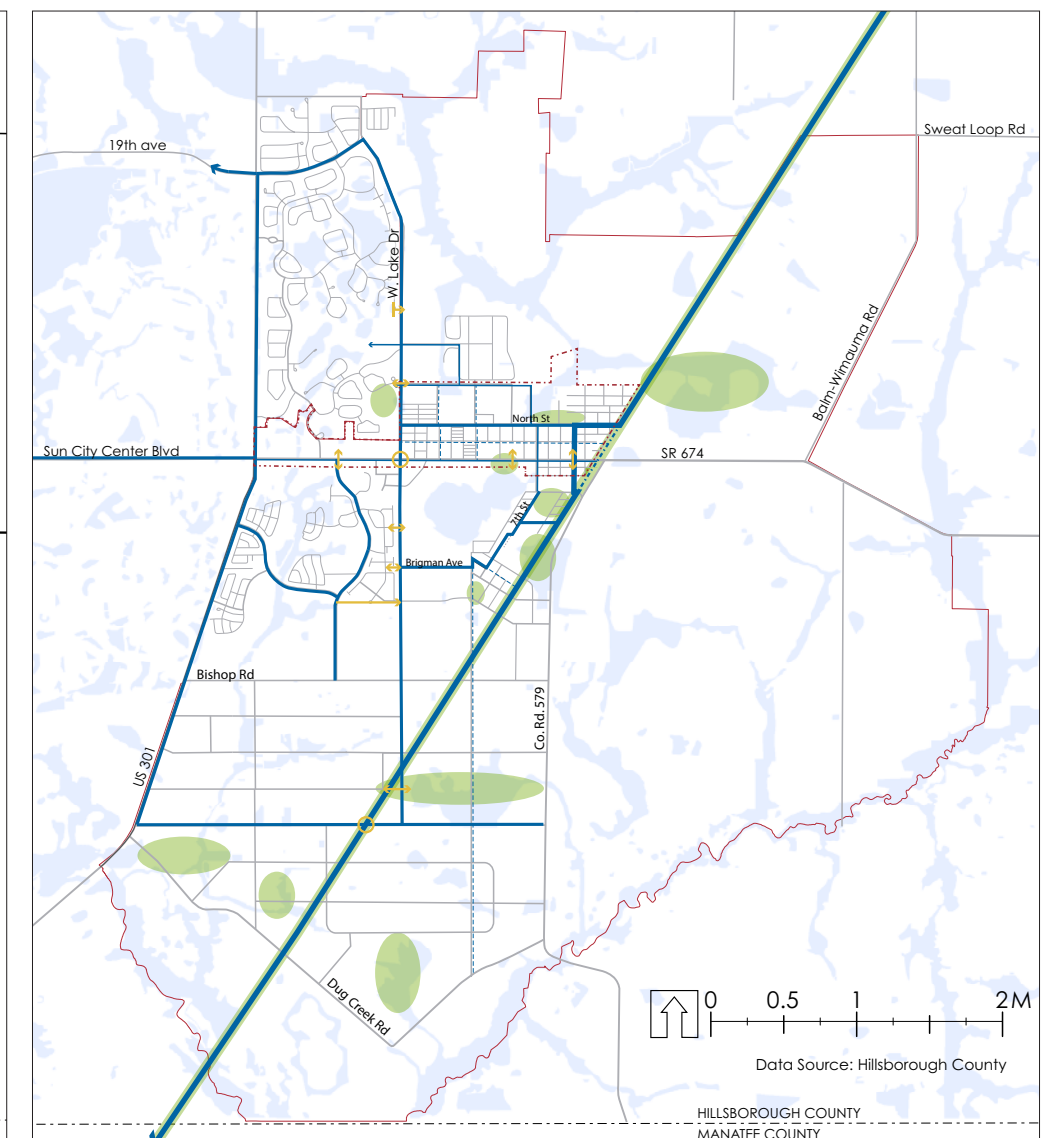 19th ave
Sweat Loop Rd
W. Lake Dr
Balm-Wimauma Rd
North St
Sun City Center Blvd
SR 674
7th St
Brigman Ave
Bishop Rd
Co. Rd. 579
US 301
Dug Creek Rd
0 0.5 1 2M
Data Source: Hillsborough County
HILLSBOROUGH COUNTY
MANATEE COUNTY